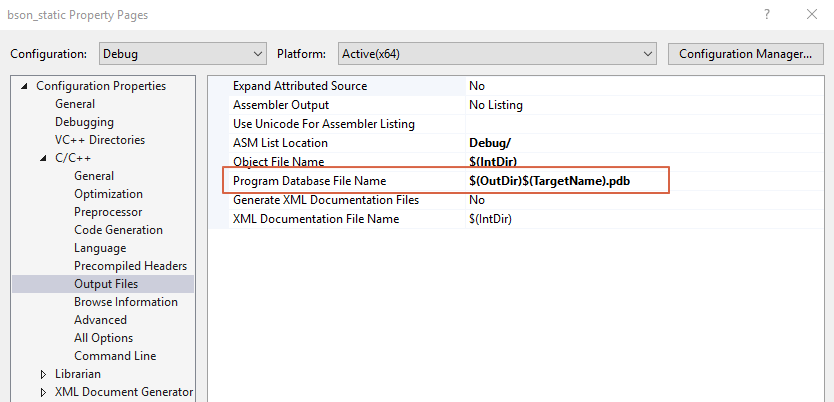 bson_static Property Pages
?
Configuration: Debug Platform: Active(x64) Configuration Manager...
Configuration Properties
General
Debugging
VC++ Directories
C/C++
General
Optimization
Preprocessor
Code Generation
Language
Precompiled Headers
Output Files
Browse Information
Advanced
All Options
Command Line
Librarian
XML Document Generator
Expand Attributed Source No
Assembler Output No Listing
Use Unicode For Assembler Listing
ASM List Location Debug/
Object File Name $(IntDir)
Program Database File Name $(OutDir)$(TargetName).pdb
Generate XML Documentation Files No
XML Documentation File Name $(IntDir)